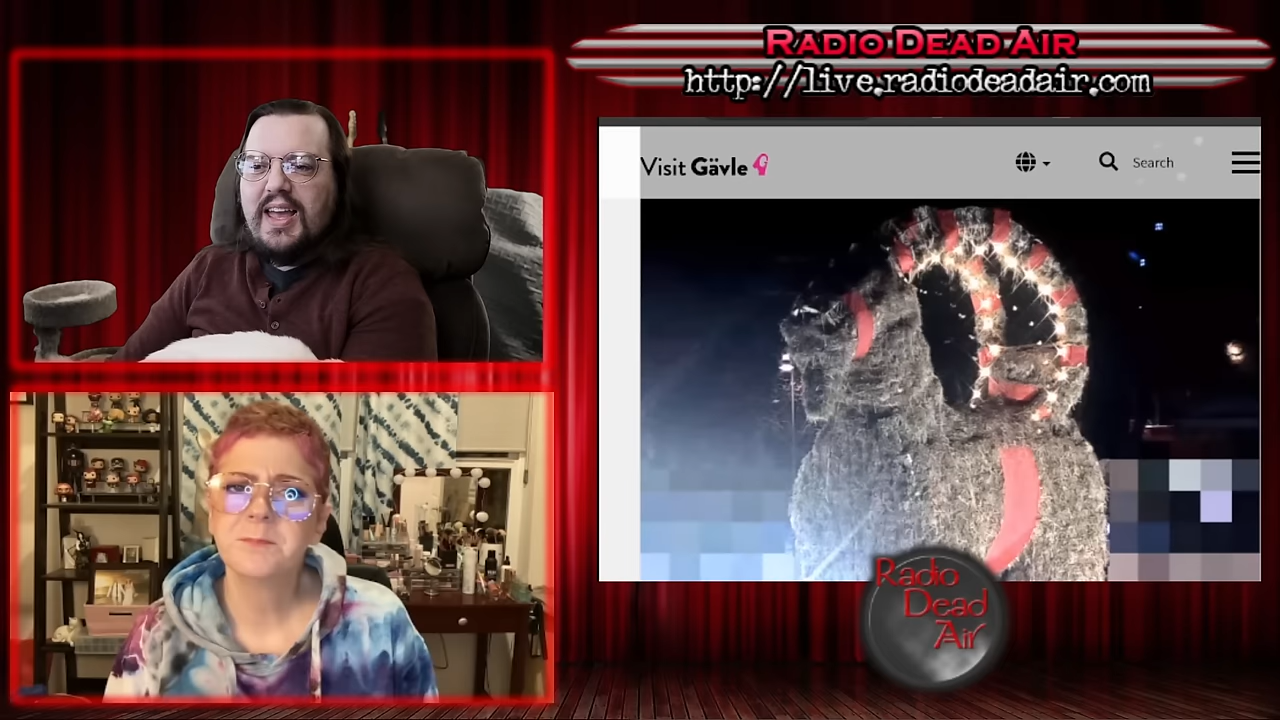 Radio Dead Air
http://live.radiodeadair.com
Visit Gävle
Search
Radio
Dead
Air